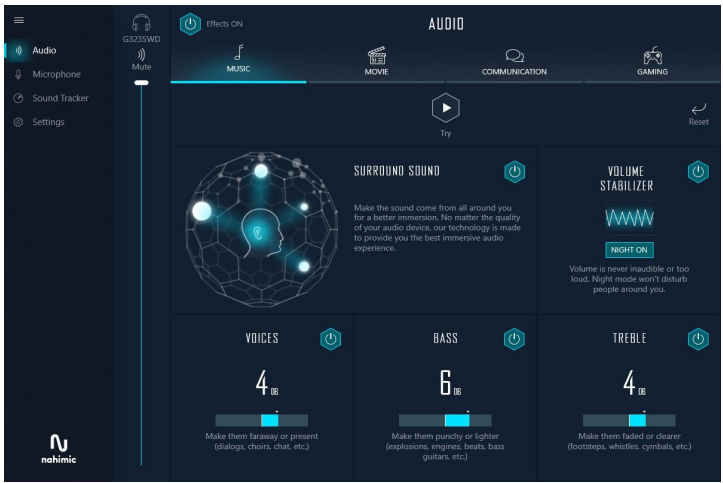 G3235WD
Mute
Audio
Microphone
Sound Tracker
Settings
nahimic
Effects ON
AUDIO
MUSIC
MOVIE
COMMUNICATION
GAMING
Try
Reset
SURROUND SOUND
Make the sound come from all around you
for a better immersion. No matter the quality
of your audio device, our technology is made
to provide you the best immersive audio
experience.
VOLUME
STABILIZER
NIGHT ON
Volume is never inaudible or too
loud. Night mode won't disturb
people around you.
VOICES
4 DB
Make them faraway or present
(dialogs, choirs, chat, etc.)
BASS
6 DB
Make them punchy or lighter
(explosions, engines, beats, bass
guitars, etc.)
TREBLE
4 DB
Make them faded or clearer
(footsteps, whistles, cymbals, etc.)